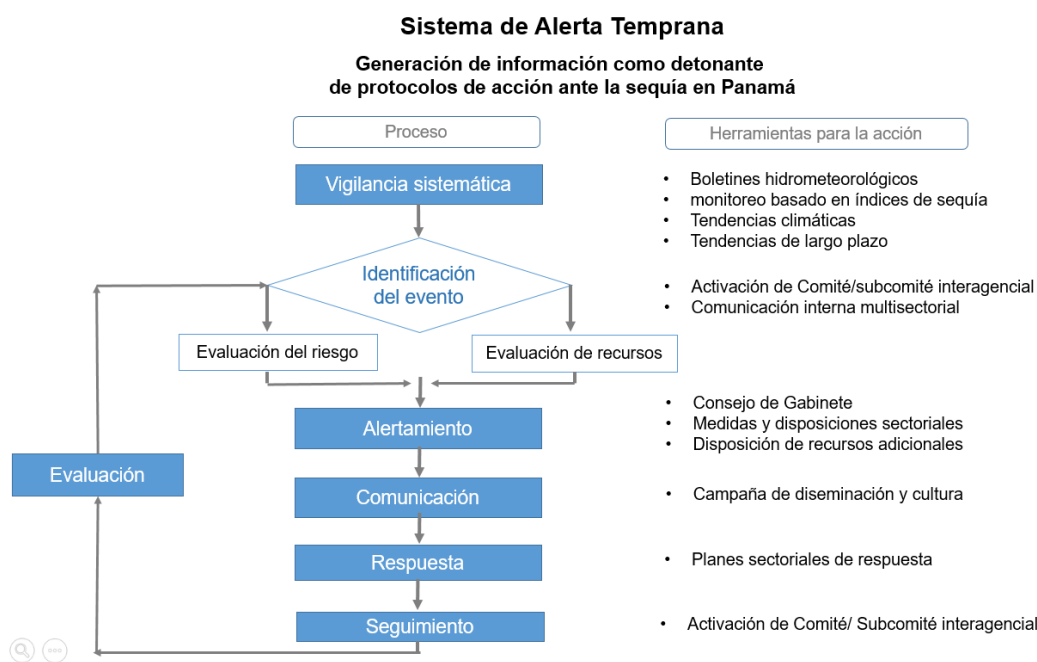 Sistema de Alerta Temprana
Generación de información como detonante
de protocolos de acción ante la sequía en Panamá
Proceso
Herramientas para la acción
Vigilancia sistemática
• Boletines hidrometeorológicos
• monitoreo basado en índices de sequía
• Tendencias climáticas
• Tendencias de largo plazo
Identificación
del evento
• Activación de Comité/subcomité interagencial
• Comunicación interna multisectorial
Evaluación del riesgo
Evaluación de recursos
Alertamiento
• Consejo de Gabinete
• Medidas y disposiciones sectoriales
• Disposición de recursos adicionales
Evaluación
Comunicación
• Campaña de diseminación y cultura
Respuesta
• Planes sectoriales de respuesta
Seguimiento
• Activación de Comité/ Subcomité interagencial